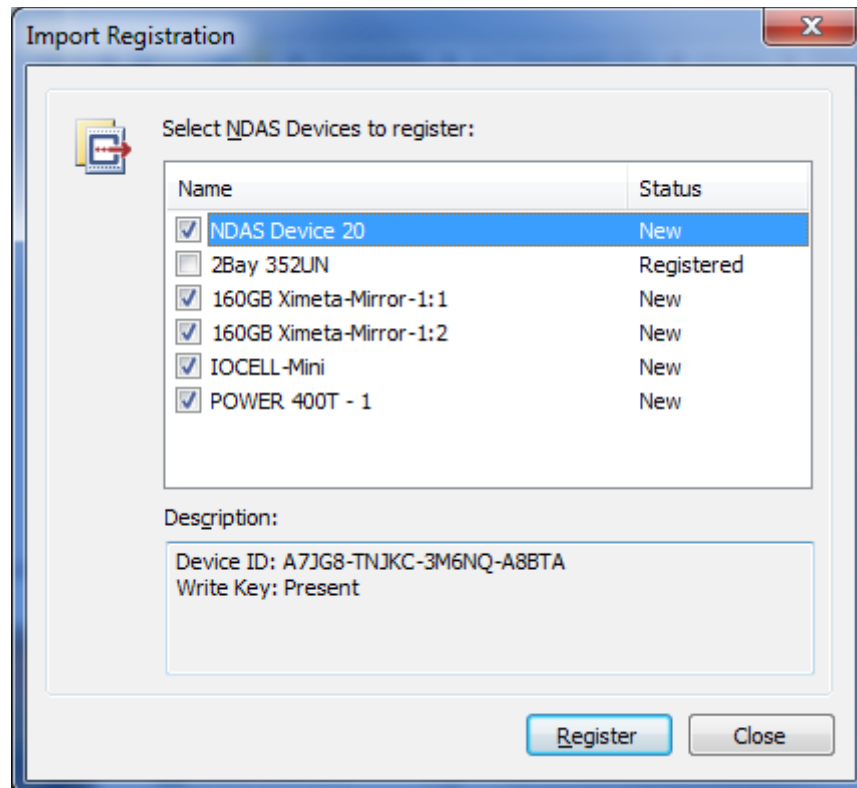 Import Registration
Select NDAS Devices to register:
Name Status
NDAS Device 20 New
2Bay 352UN Registered
160GB Ximeta-Mirror-1:1 New
160GB Ximeta-Mirror-1:2 New
IOCELL-Mini New
POWER 400T - 1 New
Description:
Device ID: A7JG8-TNJKC-3M6NQ-A8BTA
Write Key: Present
Register Close